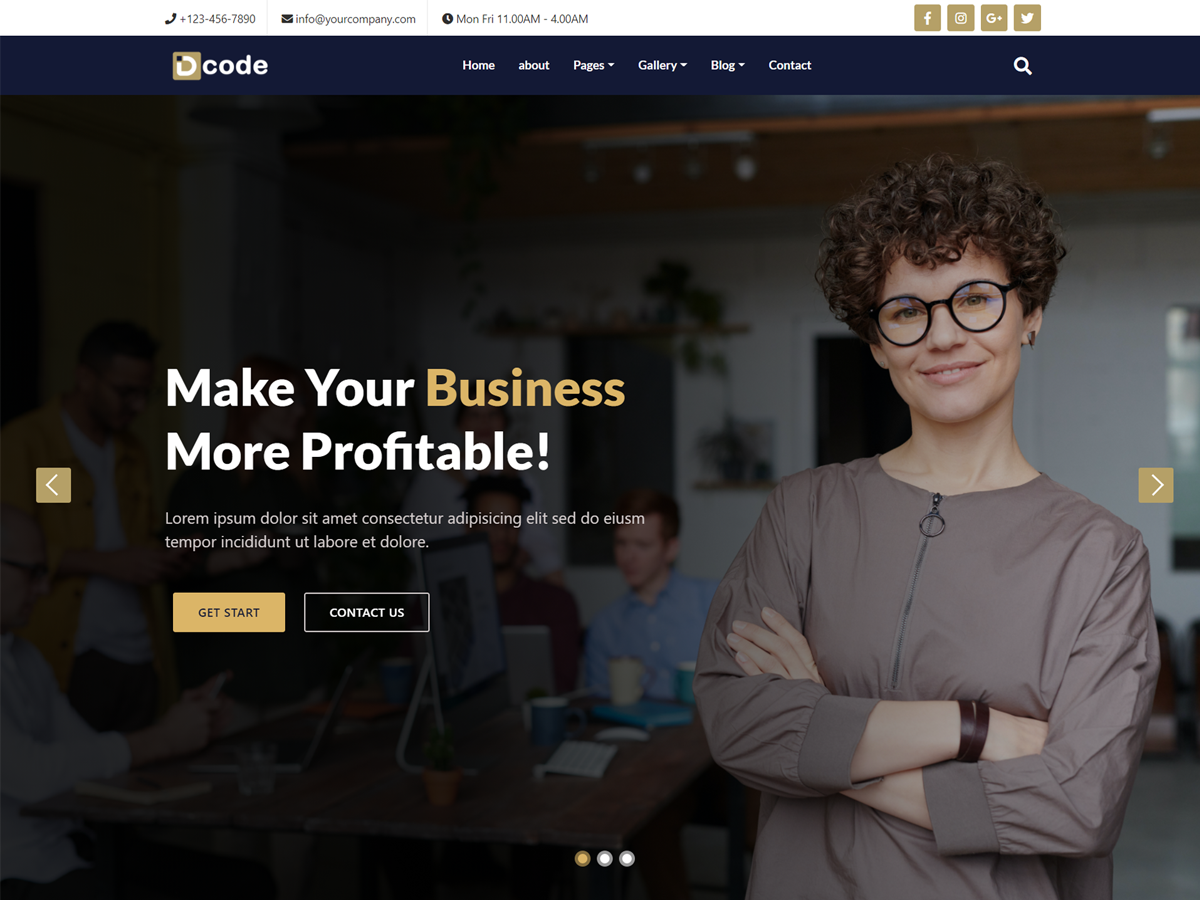 +123-456-7890
info@yourcompany.com
Mon Fri 11.00AM - 4.00AM
G+
Dcode
Home
about
Pages
Gallery
Blog
Contact
Make Your Business
More Profitable!
Lorem ipsum dolor sit amet consectetur adipisicing elit sed do eiusm
tempor incididunt ut labore et dolore.
GET START
CONTACT US